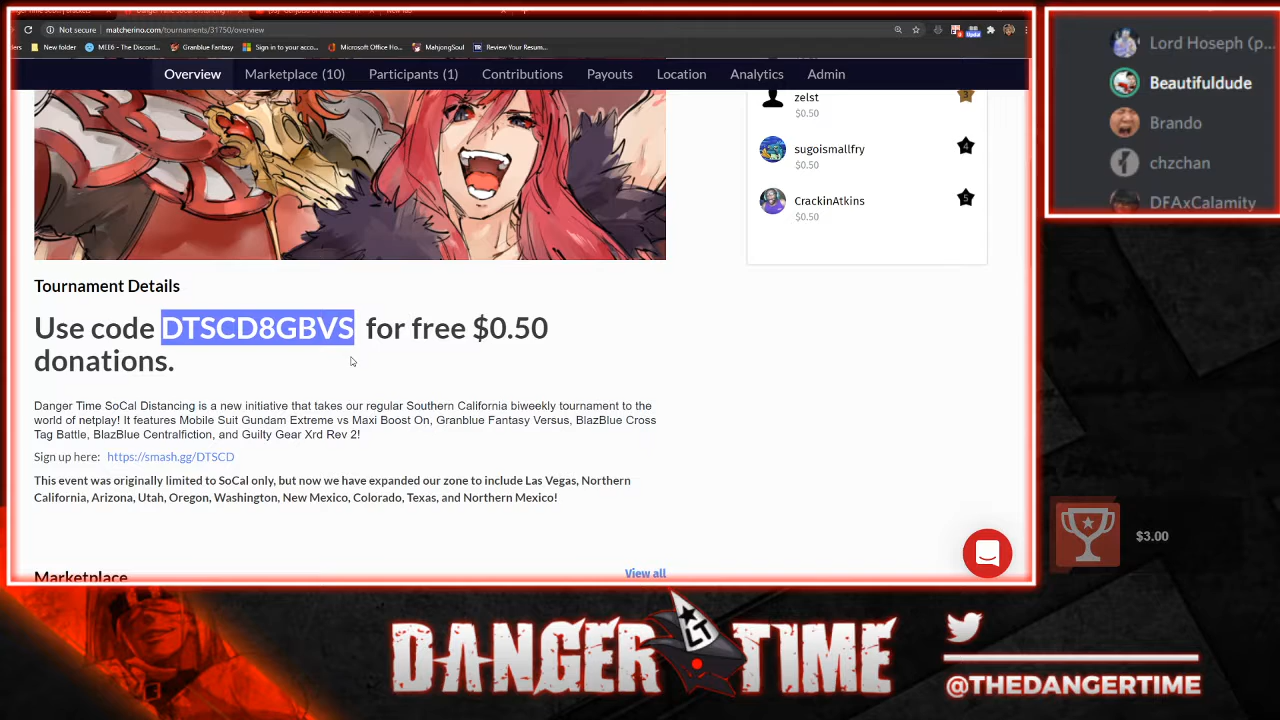 Not secure matcherino.com/tournaments/31750/overview
New folder MEE6 - The Discord... Granblue Fantasy Sign in to your acco... Microsoft Office Ho... MahjongSoul Review Your Resum...
Overview Marketplace (10) Participants (1) Contributions Payouts Location Analytics Admin
zelst
$0.50
sugoismallfry
$0.50
CrackinAtkins
$0.50
Tournament Details
Use code DTSCD8GBVS for free $0.50
donations.
Danger Time SoCal Distancing is a new initiative that takes our regular Southern California biweekly tournament to the
world of netplay! It features Mobile Suit Gundam Extreme vs Maxi Boost On, Granblue Fantasy Versus, BlazBlue Cross
Tag Battle, BlazBlue Centralfiction, and Guilty Gear Xrd Rev 2!
Sign up here: https://smash.gg/DTSCD
This event was originally limited to SoCal only, but now we have expanded our zone to include Las Vegas, Northern
California, Arizona, Utah, Oregon, Washington, New Mexico, Colorado, Texas, and Northern Mexico!
Marketplace View all
Lord Hoseph (p...
Beautifuldude
Brando
chzchan
DFAxCalamity
$3.00
DANGER LT TIME
@THEDANGERTIME